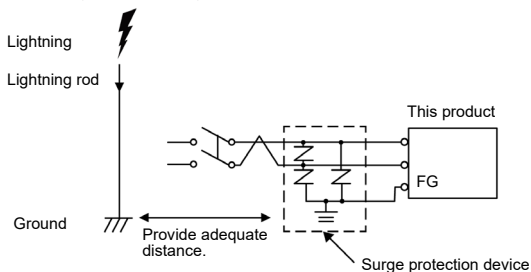 Lightning
Lightning rod
This product
FG
Ground
Provide adequate
distance.
Surge protection device